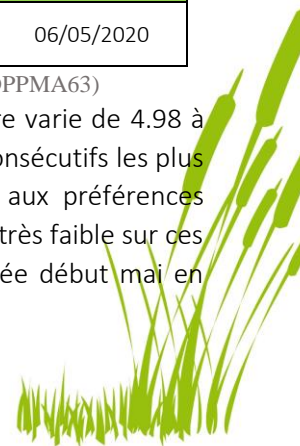 06/05/2020
PPMA63)
re varie de 4.98 à
onsécutifs les plus
aux préférences
très faible sur ces
ée début mai en